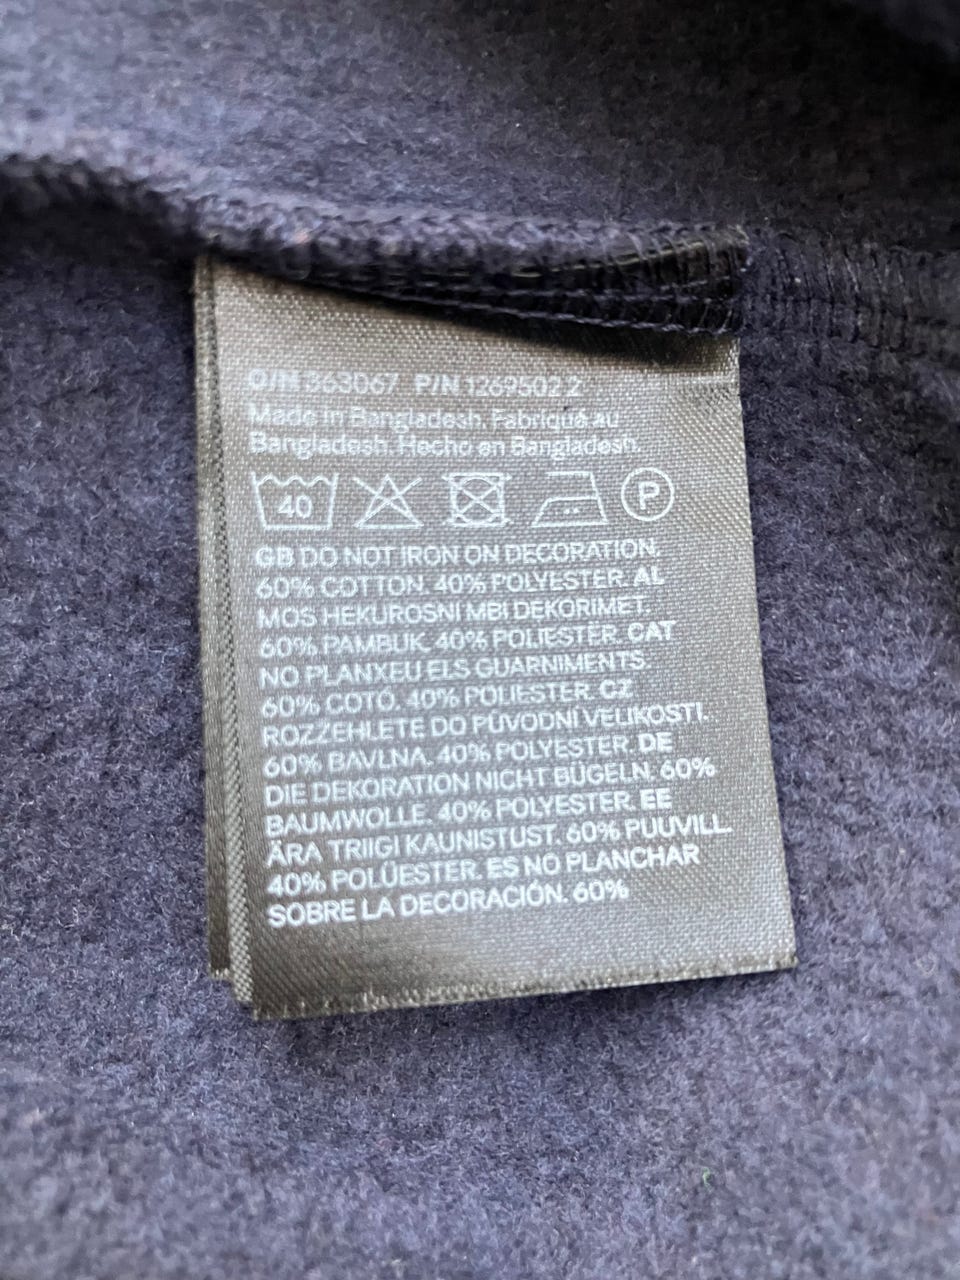 O/N 363067 P/N 1269502 2
Made in Bangladesh. Fabriqué au
Bangladesh. Hecho en Bangladesh.
40 P
GB DO NOT IRON ON DECORATION.
60% COTTON. 40% POLYESTER. AL
MOS HEKUROSNI MBI DEKORIMET.
60% PAMBUK. 40% POLIESTER. CAT
NO PLANXEU ELS GUARNIMENTS.
60% COTÓ. 40% POLIÈSTER. CZ
ROZŽEHLETE DO PŮVODNÍ VELIKOSTI.
60% BAVLNA. 40% POLYESTER. DE
DIE DEKORATION NICHT BÜGELN. 60%
BAUMWOLLE. 40% POLYESTER. EE
ÄRA TRIIGI KAUNISTUST. 60% PUUVILL.
40% POLÜESTER. ES NO PLANCHAR
SOBRE LA DECORACIÓN. 60%